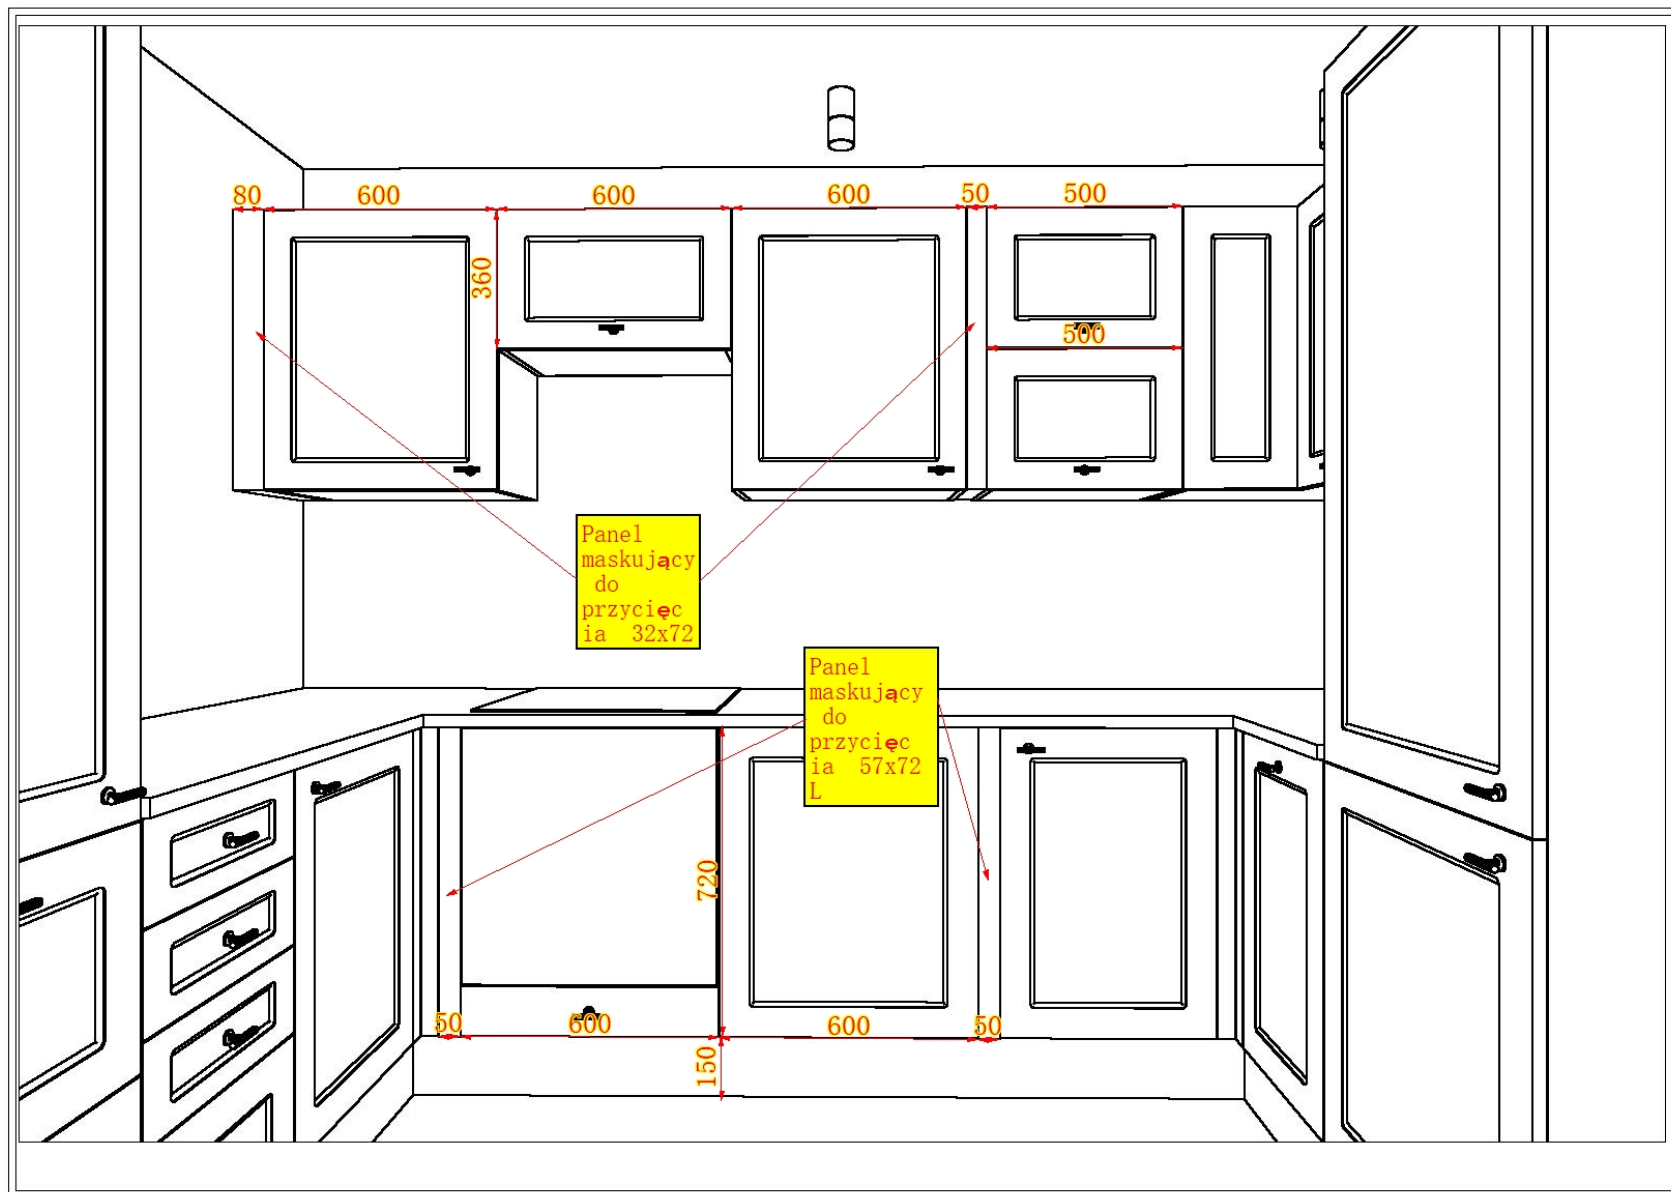 80 600 600 600 50 500
360
500
Panel
maskujący
do
przycięc
ia 32x72
Panel
maskujący
do
przycięc
ia 57x72
L
720
50 600 600 50
150